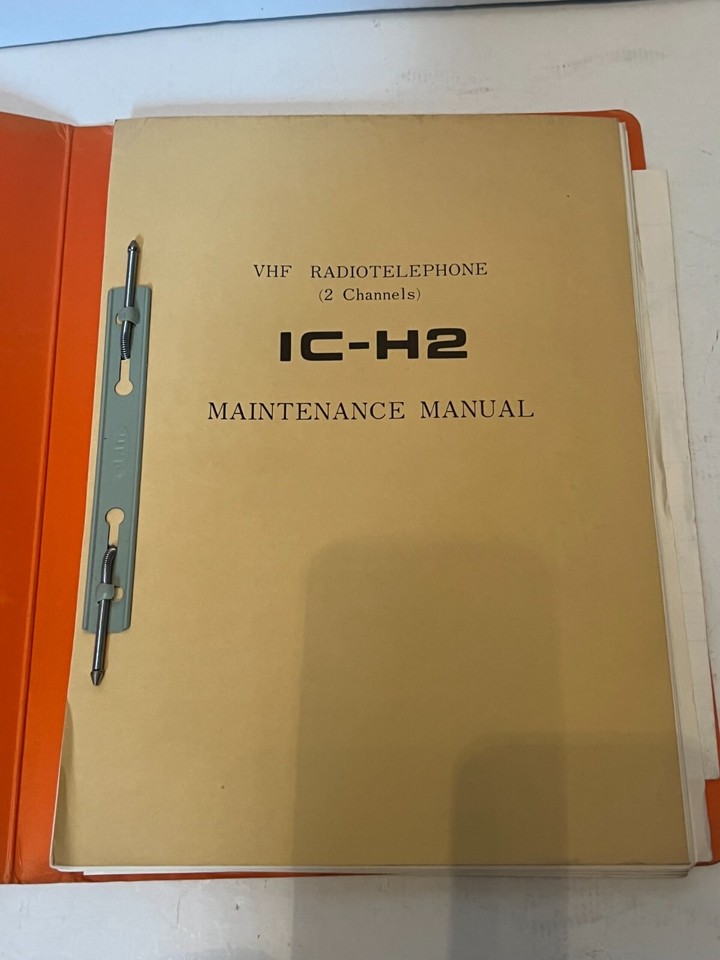 VHF RADIOTELEPHONE
(2 Channels)
IC-H2
MAINTENANCE MANUAL